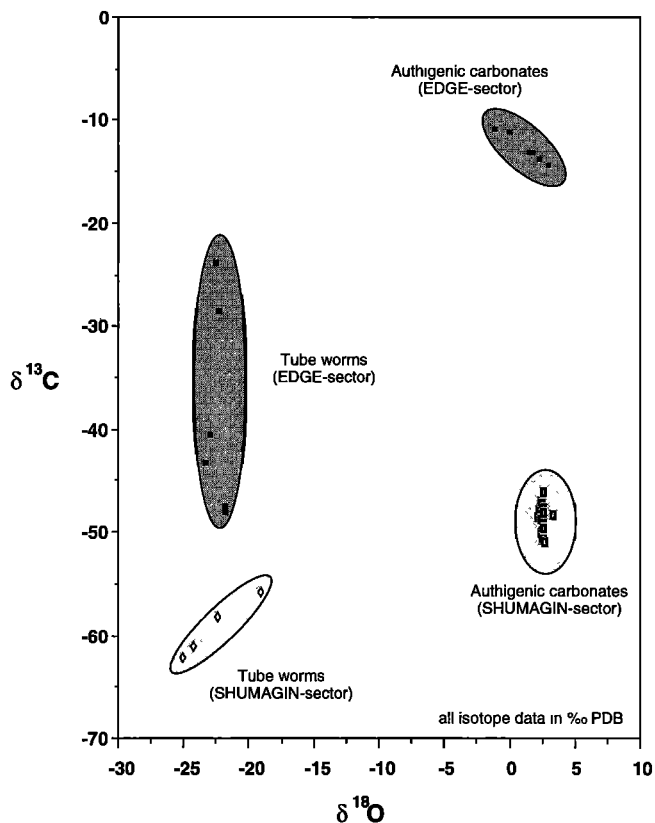 0
Authigenic carbonates
(EDGE-sector)
-10
-20
-30
Tube worms
(EDGE-sector)
δ 13C
-40
-50
Authigenic carbonates
(SHUMAGIN-sector)
-60
Tube worms
(SHUMAGIN-sector)
all isotope data in ‰ PDB
-70
-30 -25 -20 -15 -10 -5 0 5 10
δ 18O